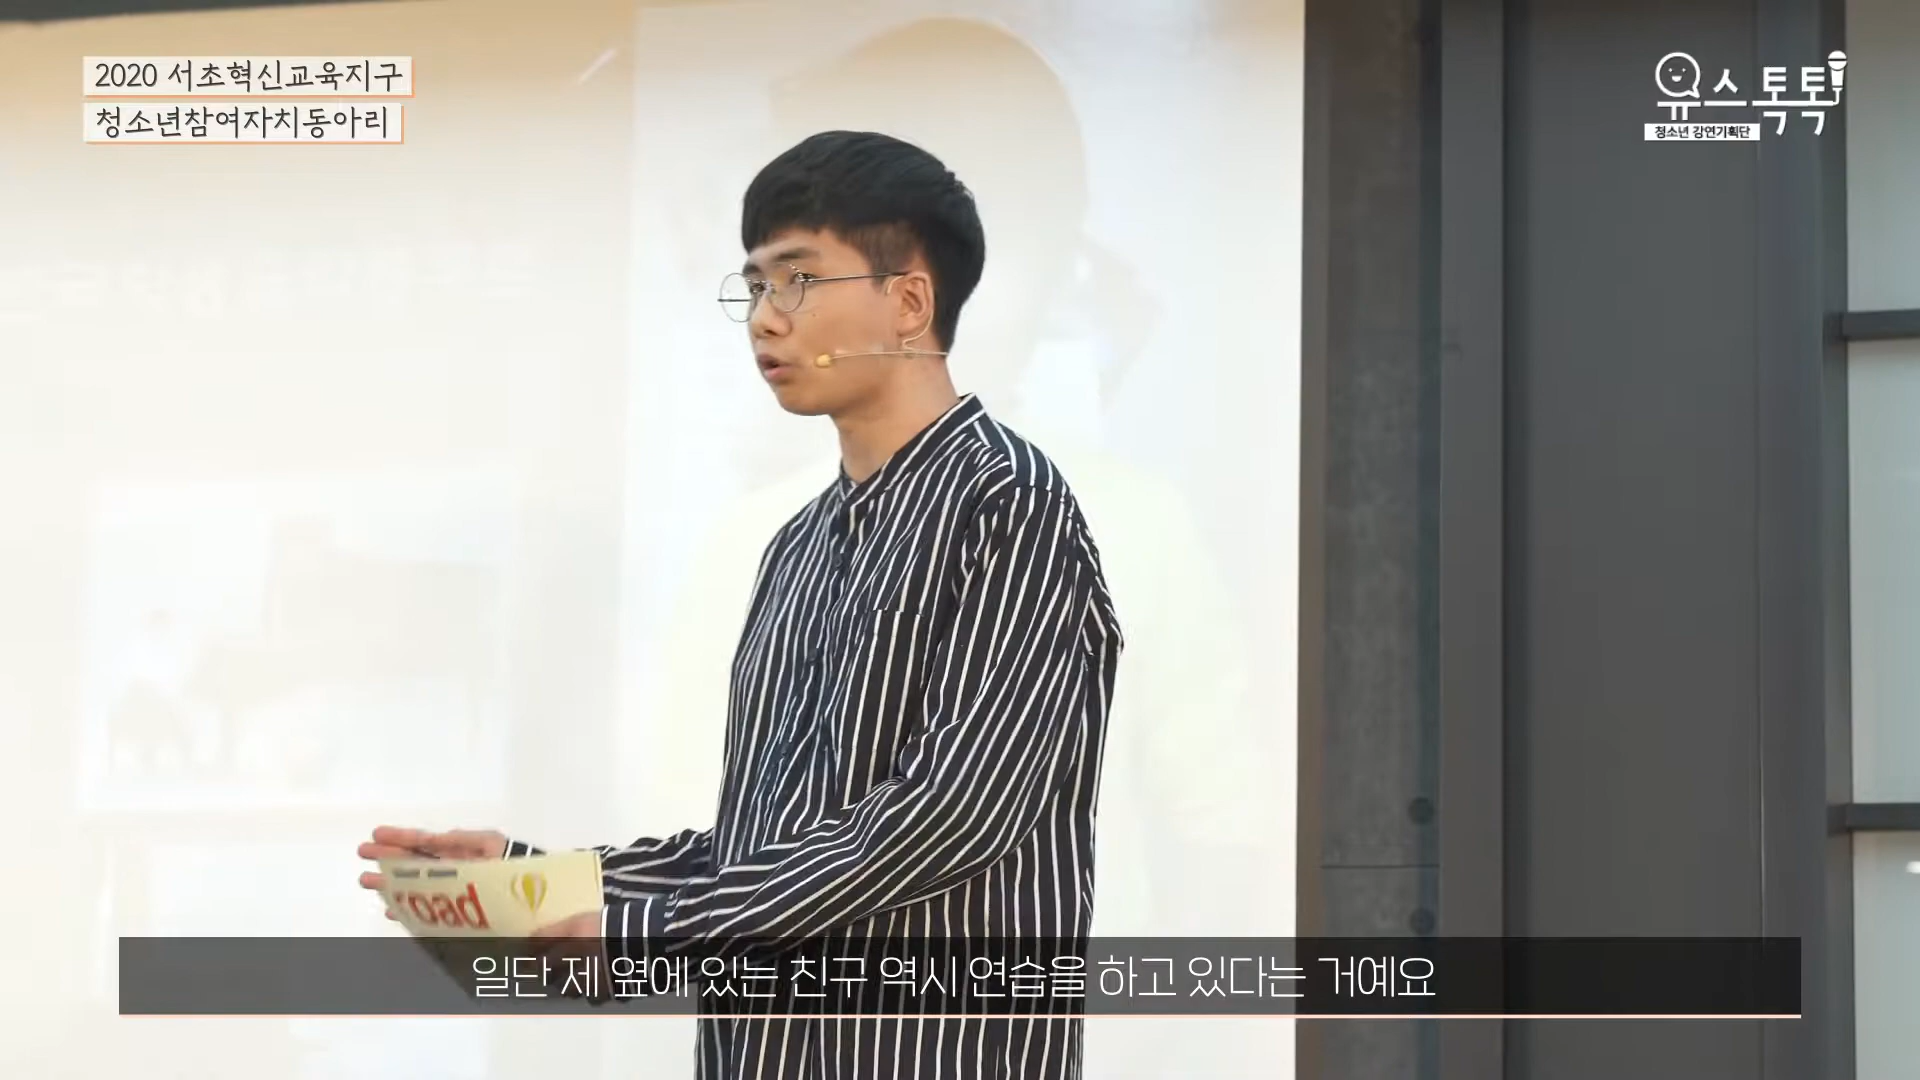 2020 서초혁신교육지구
청소년참여자치동아리
유스톡톡
청소년 강연기획단
road
일단 제 옆에 있는 친구 역시 연습을 하고 있다는 거예요